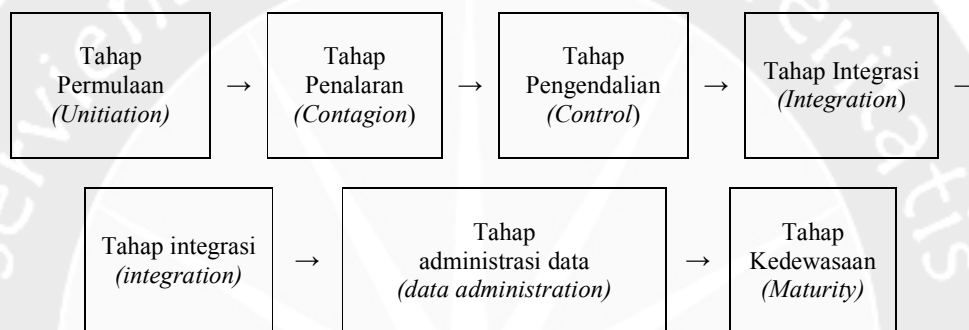 Tahap
Permulaan
(Unitiation)
→
Tahap
Penalaran
(Contagion)
→
Tahap
Pengendalian
(Control)
→
Tahap Integrasi
(Integration)
→
Tahap integrasi
(integration)
→
Tahap
administrasi data
(data administration)
→
Tahap
Kedewasaan
(Maturity)